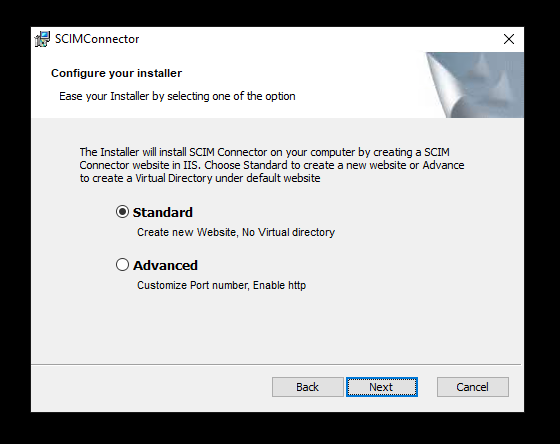 SCIMConnector
Configure your installer
Ease your Installer by selecting one of the option
The Installer will install SCIM Connector on your computer by creating a SCIM
Connector website in IIS. Choose Standard to create a new website or Advance
to create a Virtual Directory under default website
Standard
Create new Website, No Virtual directory
Advanced
Customize Port number, Enable http
Back
Next
Cancel